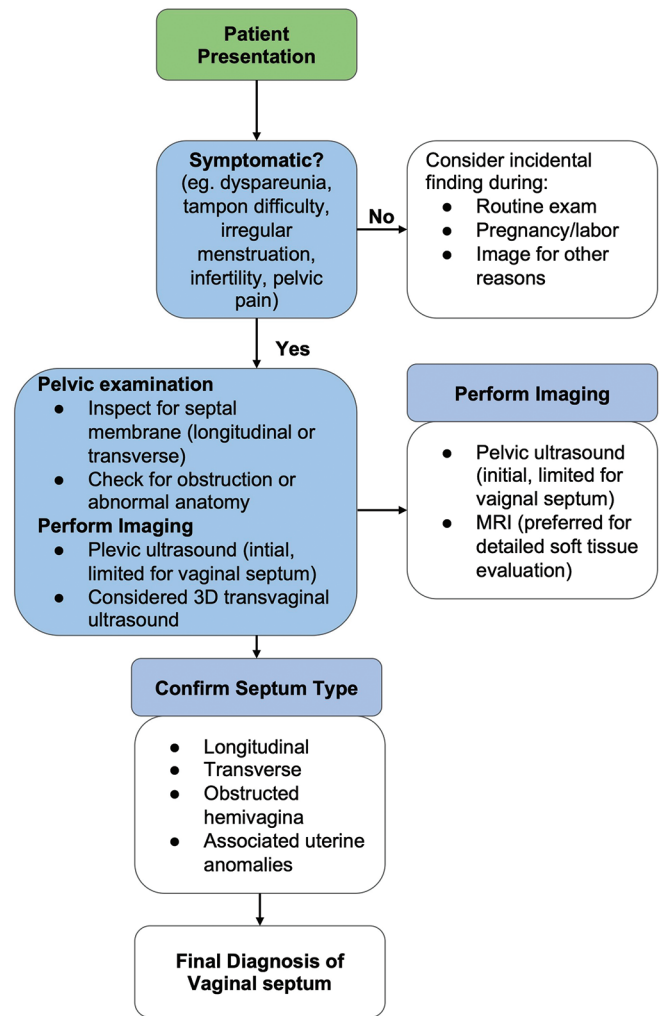 Patient
Presentation
Symptomatic?
(eg. dyspareunia,
tampon difficulty,
irregular
menstruation,
infertility, pelvic
pain)
No
Consider incidental
finding during:
● Routine exam
● Pregnancy/labor
● Image for other
reasons
Yes
Pelvic examination
● Inspect for septal
membrane (longitudinal or
transverse)
● Check for obstruction or
abnormal anatomy
Perform Imaging
● Plevic ultrasound (intial,
limited for vaginal septum)
● Considered 3D transvaginal
ultrasound
Perform Imaging
● Pelvic ultrasound
(initial, limited for
vaignal septum)
● MRI (preferred for
detailed soft tissue
evaluation)
Confirm Septum Type
● Longitudinal
● Transverse
● Obstructed
hemivagina
● Associated uterine
anomalies
Final Diagnosis of
Vaginal septum